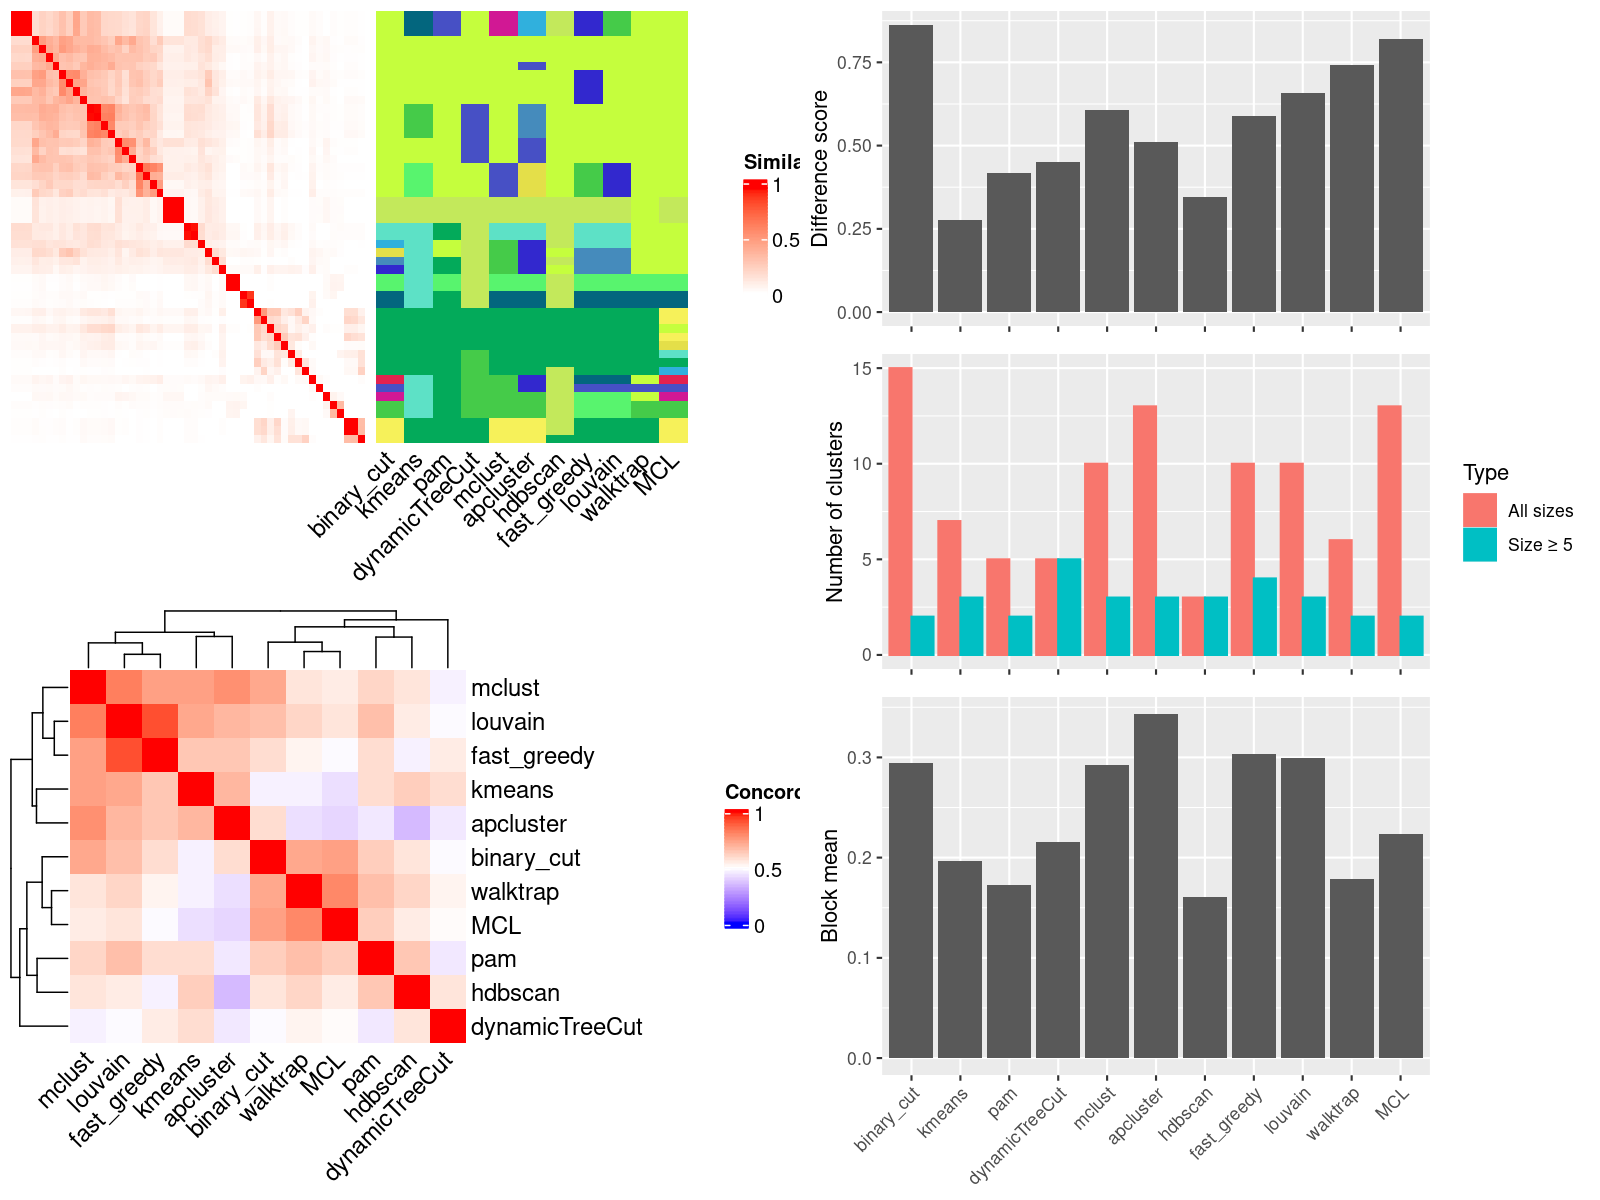 Simila
1
0.5
0
binary_cut
kmeans
pam
dynamicTreeCut
mclust
apcluster
hdbscan
fast_greedy
louvain
walktrap
MCL
mclust
louvain
fast_greedy
kmeans
apcluster
binary_cut
walktrap
MCL
pam
hdbscan
dynamicTreeCut
Concord
1
0.5
0
mclust
louvain
fast_greedy
kmeans
apcluster
binary_cut
walktrap
MCL
pam
hdbscan
dynamicTreeCut
Difference score
0.75
0.50
0.25
0.00
Number of clusters
15
10
5
0
Type
All sizes
Size ≥ 5
Block mean
0.3
0.2
0.1
0.0
binary_cut
kmeans
pam
dynamicTreeCut
mclust
apcluster
hdbscan
fast_greedy
louvain
walktrap
MCL